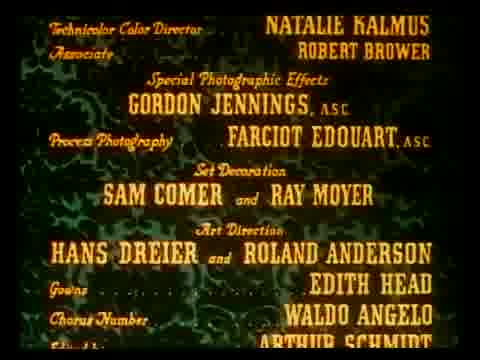 Technicolor Color Director . . . NATALIE KALMUS
Associate . . . ROBERT BROWER
Special Photographic Effects
GORDON JENNINGS, A.S.C.
Process Photography . . FARCIOT EDOUART, A.S.C.
Set Decoration
SAM COMER and RAY MOYER
Art Direction
HANS DREIER and ROLAND ANDERSON
Gowns . . . . . . . . . . . . EDITH HEAD
Chorus Number . . . . . . . WALDO ANGELO
Edited by . . . . . . . . ARTHUR SCHMIDT